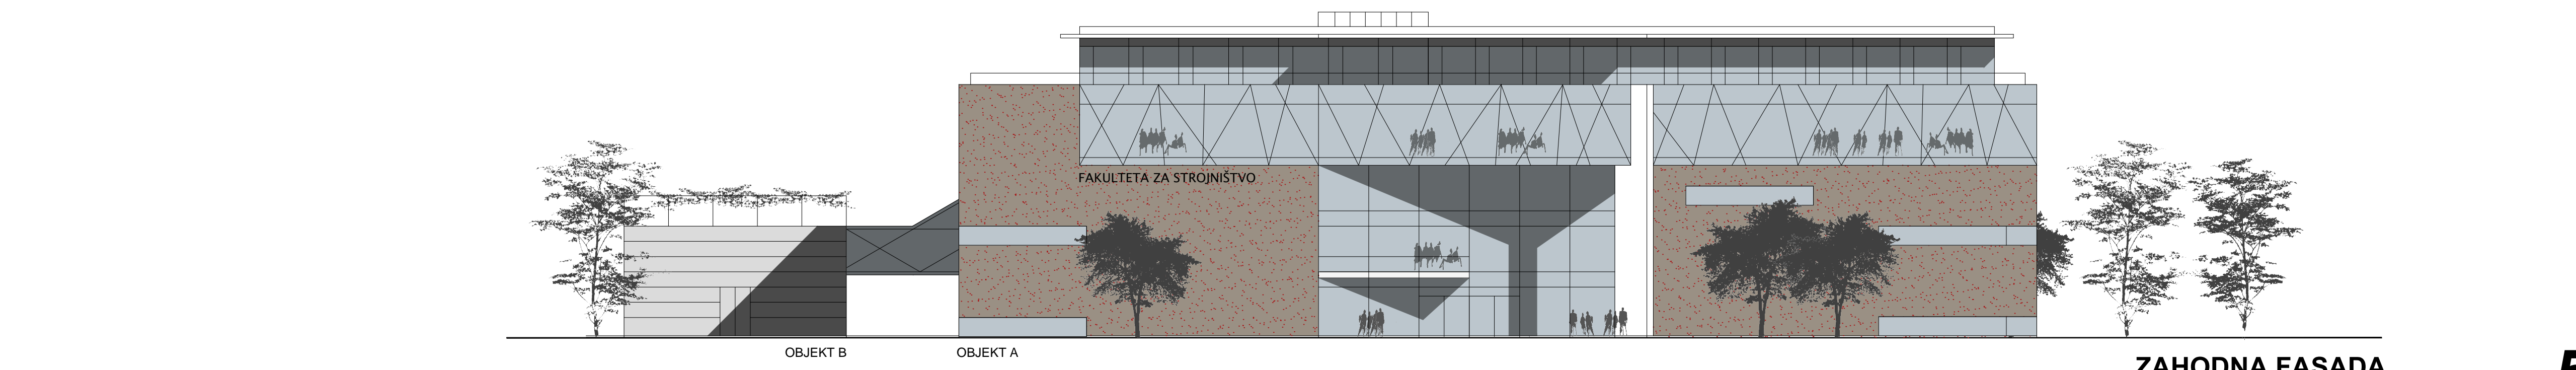 FAKULTETA ZA STROJNIŠTVO
OBJEKT B
OBJEKT A
ZAHODNA FASADA